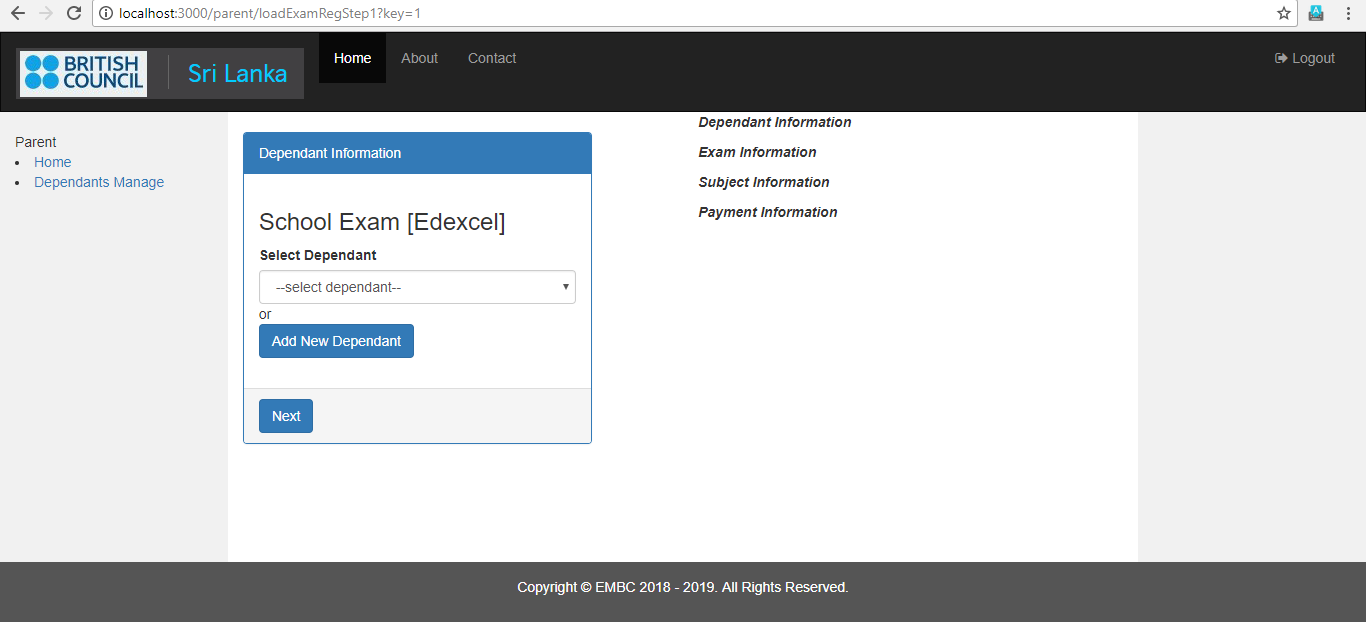 localhost:3000/parent/loadExamRegStep1?key=1
BRITISH
COUNCIL
Sri Lanka
Home
About
Contact
Logout
Parent
Home
Dependants Manage
Dependant Information
School Exam [Edexcel]
Select Dependant
--select dependant--
or
Add New Dependant
Next
Dependant Information
Exam Information
Subject Information
Payment Information
Copyright © EMBC 2018 - 2019. All Rights Reserved.